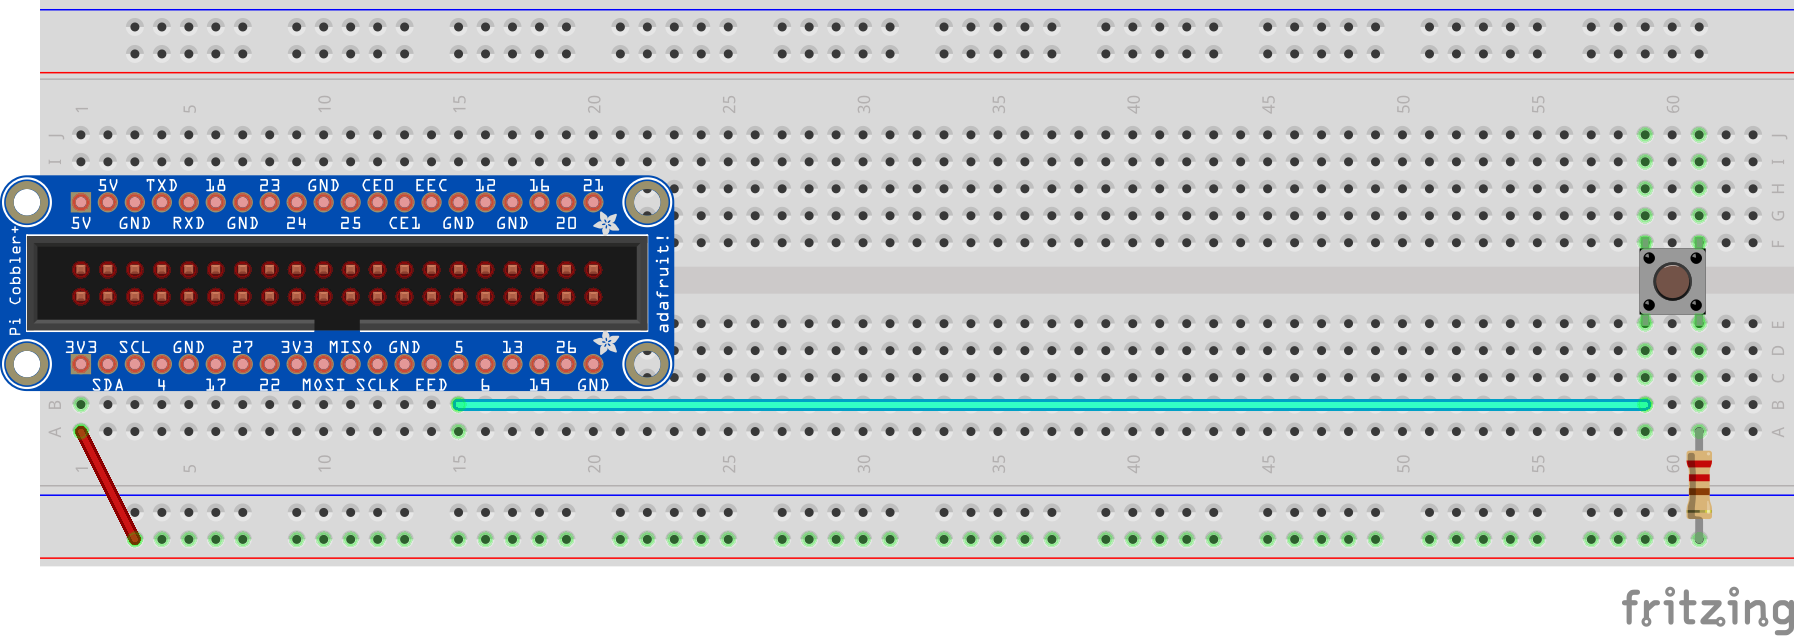 1 5 10 15 20 25 30 35 40 45 50 55 60
J J
I I
H
G
F
5V TXD 18 23 GND CE0 EEC 12 16 21
5V GND RXD GND 24 25 CE1 GND GND 20
Pi Cobbler+
adafruit!
3V3 SCL GND 27 3V3 MISO GND 5 13 26
SDA 4 17 22 MOSI SCLK EED 6 19 GND
E
D
C
B B
A A
1 5 10 15 20 25 30 35 40 45 50 55 60
fritzing